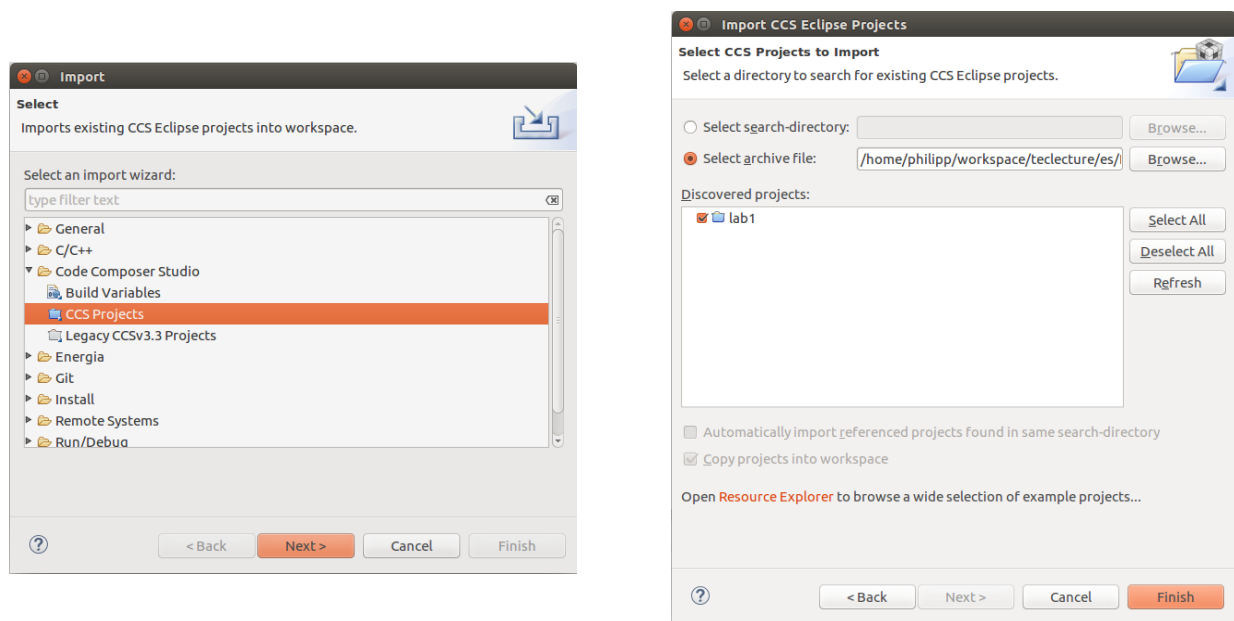 Import
Select
Imports existing CCS Eclipse projects into workspace.
Select an import wizard:
type filter text
General
C/C++
Code Composer Studio
Build Variables
CCS Projects
Legacy CCSv3.3 Projects
Energia
Git
Install
Remote Systems
Run/Debug
< Back Next > Cancel Finish
Import CCS Eclipse Projects
Select CCS Projects to Import
Select a directory to search for existing CCS Eclipse projects.
Select search-directory: Browse...
Select archive file: /home/philipp/workspace/teclecture/es/ Browse...
Discovered projects:
lab1
Select All
Deselect All
Refresh
Automatically import referenced projects found in same search-directory
Copy projects into workspace
Open Resource Explorer to browse a wide selection of example projects...
< Back Next > Cancel Finish